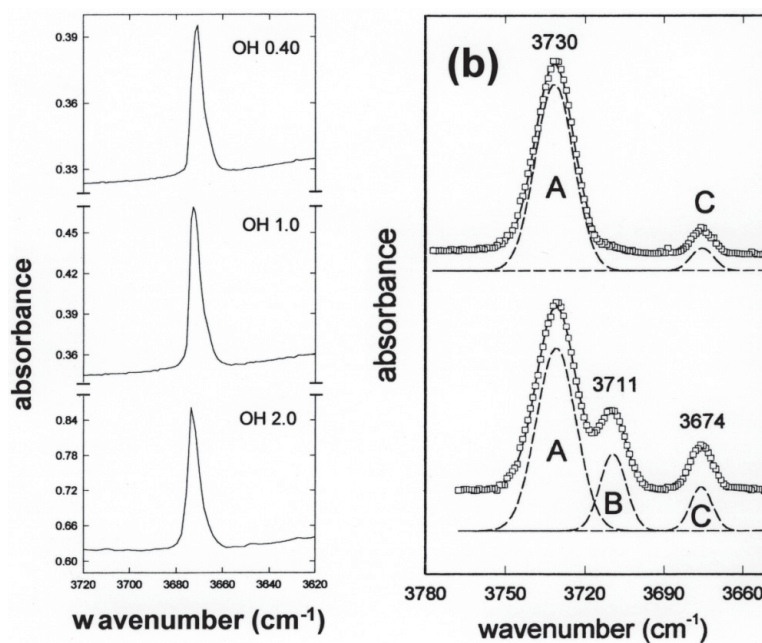 0.39
OH 0.40
0.36
0.33
0.45
OH 1.0
0.42
0.39
0.36
0.84
OH 2.0
0.78
0.72
0.66
0.60
3720 3700 3680 3660 3640 3620
absorbance
wavenumber (cm-1)
(b)
3730
A
C
3711
3674
A
B
C
3780 3750 3720 3690 3660
absorbance
wavenumber (cm-1)